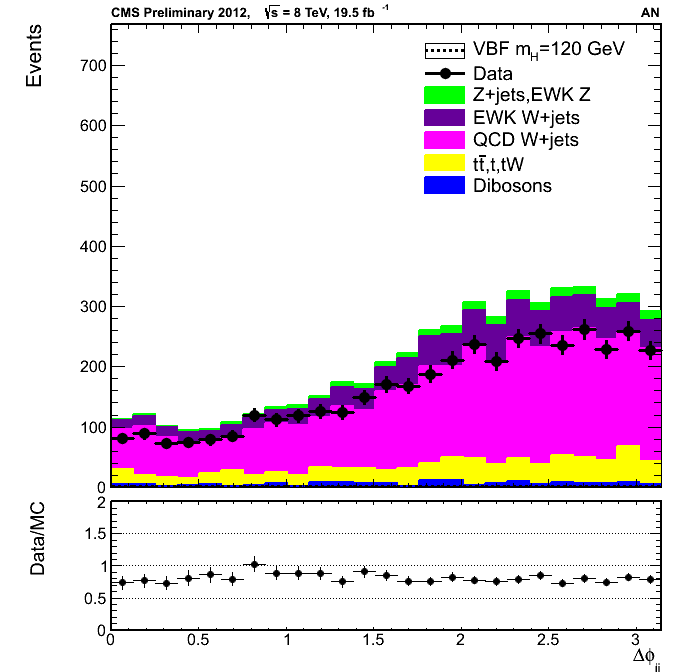 CMS Preliminary 2012, √s = 8 TeV, 19.5 fb⁻¹ AN
Events
VBF m_H=120 GeV
Data
Z+jets,EWK Z
EWK W+jets
QCD W+jets
tt̄,t,tW
Dibosons
700
600
500
400
300
200
100
0
Data/MC
2
1.5
1
0.5
0
0 0.5 1 1.5 2 2.5 3
Δϕ_jj